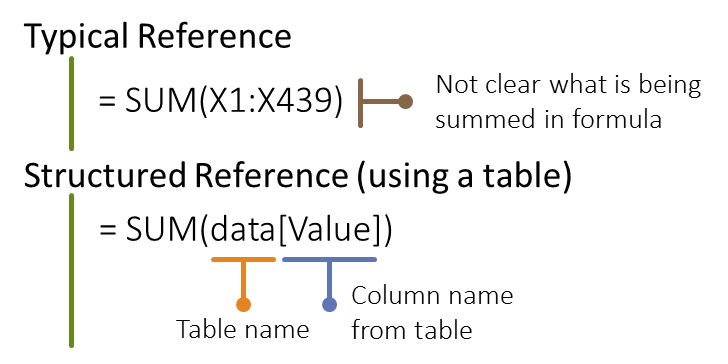 Typical Reference
= SUM(X1:X439)
Not clear what is being
summed in formula
Structured Reference (using a table)
= SUM(data[Value])
Table name
Column name
from table